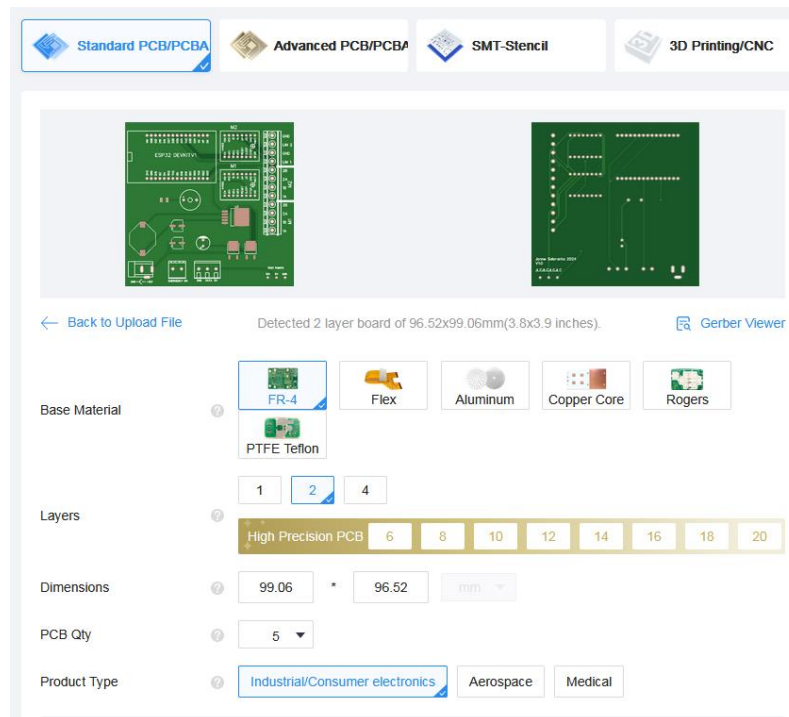 Standard PCB/PCBA
Advanced PCB/PCBA
SMT-Stencil
3D Printing/CNC
ESP32 DEVKITV1
M2
M1
Back to Upload File
Detected 2 layer board of 96.52x99.06mm(3.8x3.9 inches).
Gerber Viewer
Base Material
?
FR-4
Flex
Aluminum
Copper Core
Rogers
PTFE Teflon
Layers
?
1
2
4
High Precision PCB
6
8
10
12
14
16
18
20
Dimensions
?
99.06
*
96.52
mm
PCB Qty
?
5
Product Type
?
Industrial/Consumer electronics
Aerospace
Medical